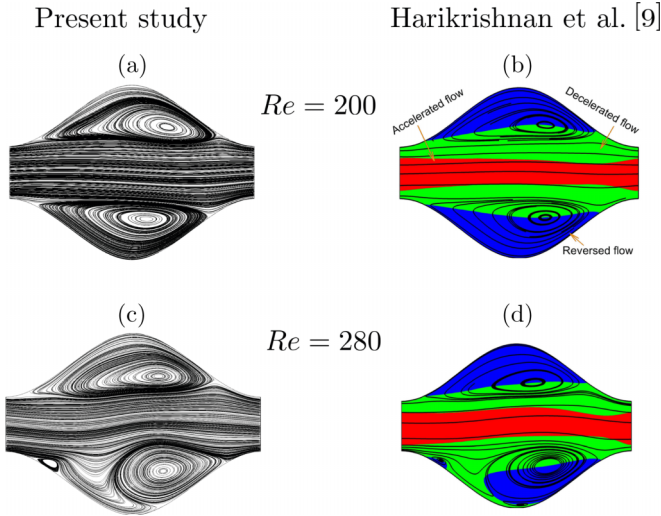 Present study
Harikrishnan et al. [9]
(a)
(b)
Re = 200
Accelerated flow
Decelerated flow
Reversed flow
(c)
(d)
Re = 280